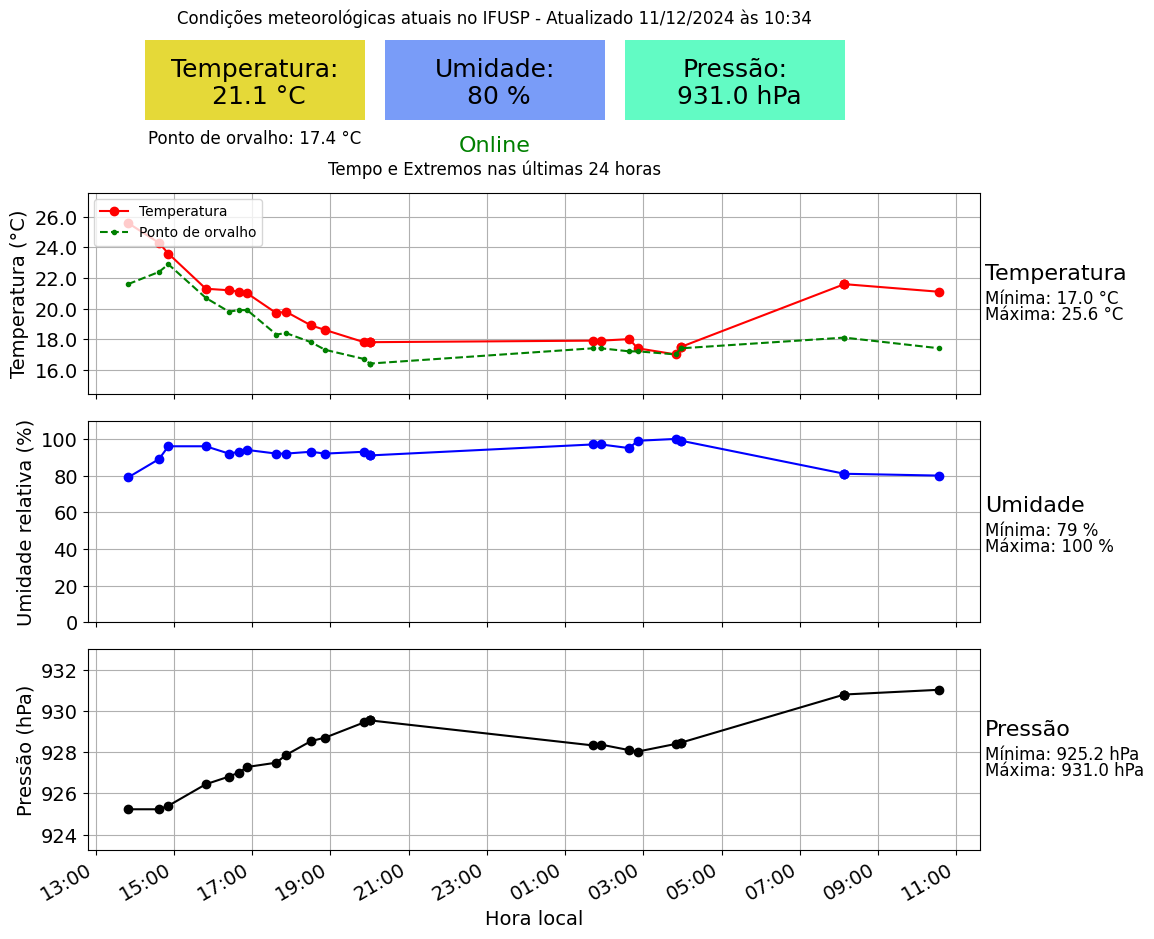 Condições meteorológicas atuais no IFUSP - Atualizado 11/12/2024 às 10:34
Temperatura:
21.1 °C
Umidade:
80 %
Pressão:
931.0 hPa
Ponto de orvalho: 17.4 °C
Online
Tempo e Extremos nas últimas 24 horas
Temperatura (°C)
26.0
24.0
22.0
20.0
18.0
16.0
Temperatura
Ponto de orvalho
Temperatura
Mínima: 17.0 °C
Máxima: 25.6 °C
Umidade relativa (%)
100
80
60
40
20
0
Umidade
Mínima: 79 %
Máxima: 100 %
Pressão (hPa)
932
930
928
926
924
Pressão
Mínima: 925.2 hPa
Máxima: 931.0 hPa
13:00
15:00
17:00
19:00
21:00
23:00
01:00
03:00
05:00
07:00
09:00
11:00
Hora local